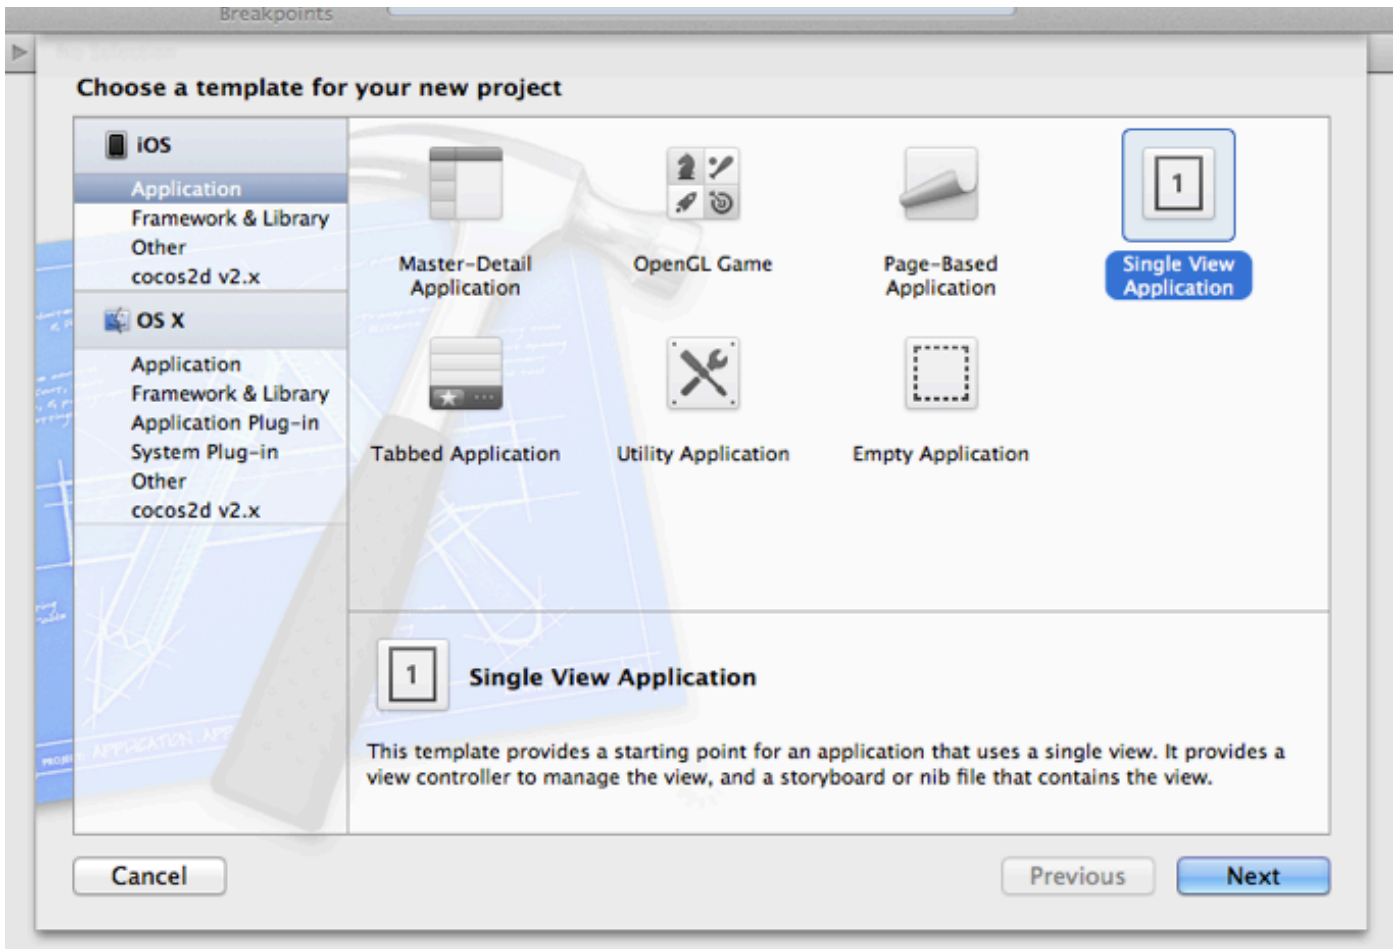 Breakpoints
No Selection
Choose a template for your new project
iOS
Application
Framework & Library
Other
cocos2d v2.x
OS X
Application
Framework & Library
Application Plug-in
System Plug-in
Other
cocos2d v2.x
Master-Detail
Application
OpenGL Game
Page-Based
Application
1
Single View
Application
Tabbed Application
Utility Application
Empty Application
1
Single View Application
This template provides a starting point for an application that uses a single view. It provides a
view controller to manage the view, and a storyboard or nib file that contains the view.
Cancel
Previous
Next